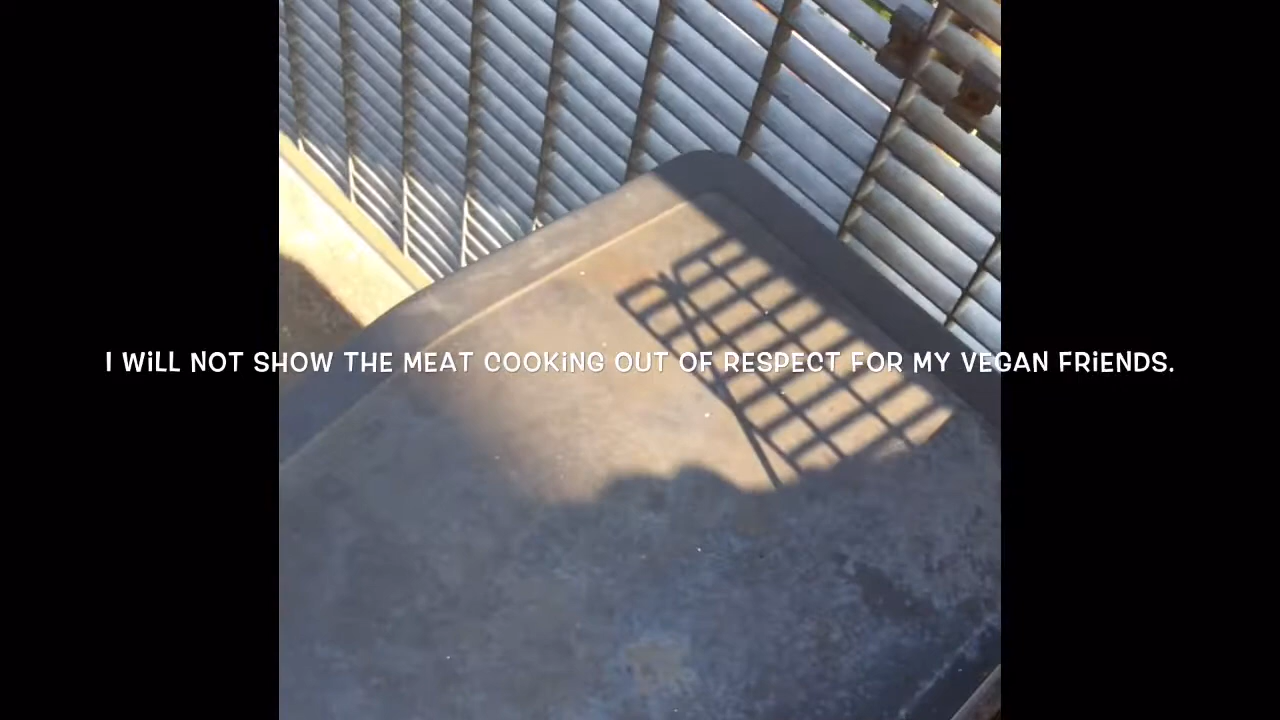 I WiLL NOT SHOW THE MEAT COOKiNG OUT OF RESPECT FOR MY VEGAN FRiENDS.